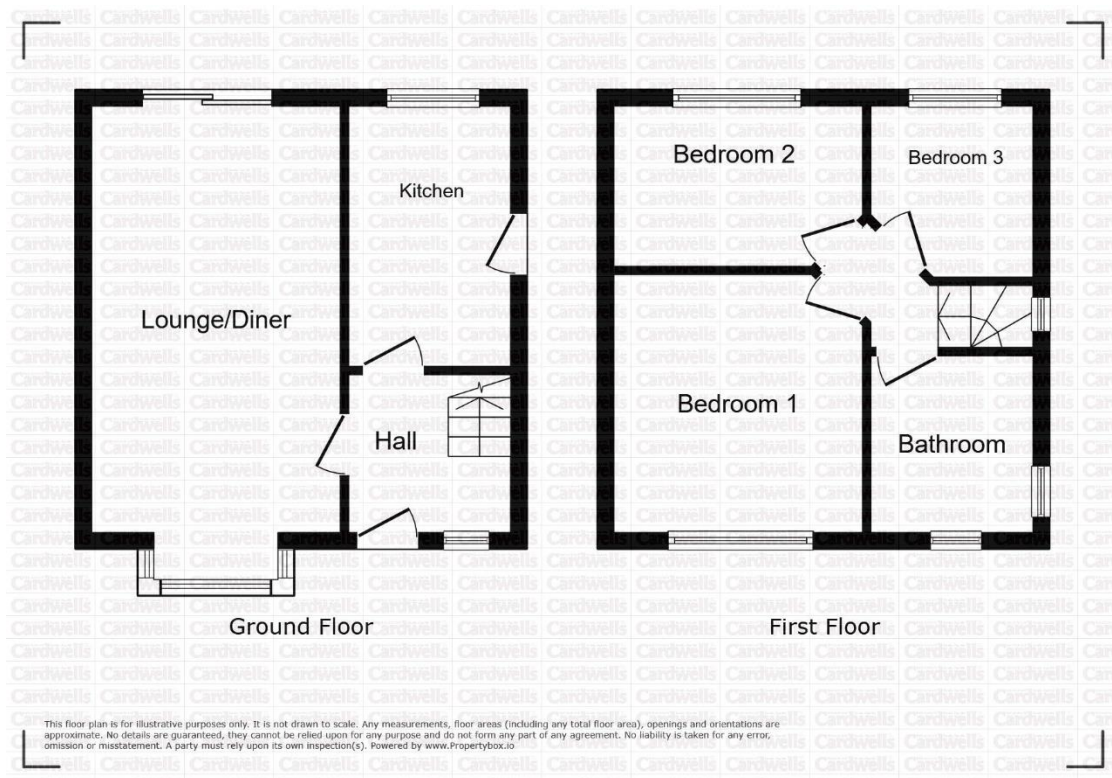 Kitchen
Lounge/Diner
Hall
Ground Floor
Bedroom 2
Bedroom 3
Bedroom 1
Bathroom
First Floor
This floor plan is for illustrative purposes only. It is not drawn to scale. Any measurements, floor areas (including any total floor area), openings and orientations are
approximate. No details are guaranteed, they cannot be relied upon for any purpose and do not form any part of any agreement. No liability is taken for any error,
omission or misstatement. A party must rely upon its own inspection(s). Powered by www.Propertybox.io
Cardwells